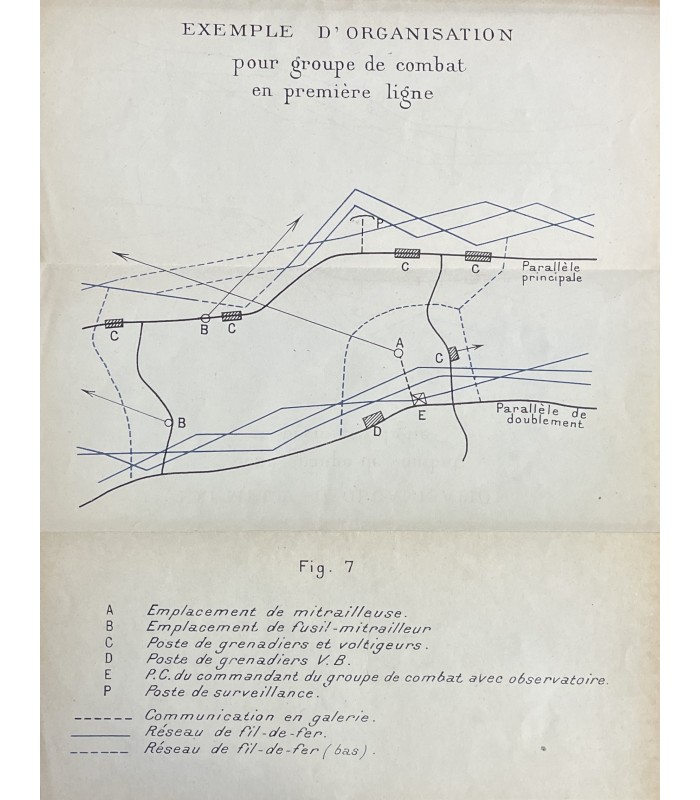 EXEMPLE D'ORGANISATION
pour groupe de combat
en première ligne
P
C
C
Parallèle
principale
C
B
C
A
C
B
D
E
Parallèle de
doublement
Fig. 7
A Emplacement de mitrailleuse.
B Emplacement de fusil-mitrailleur
C Poste de grenadiers et voltigeurs.
D Poste de grenadiers V.B.
E P.C. du commandant du groupe de combat avec observatoire.
P Poste de surveillance.
Communication en galerie.
Réseau de fil-de-fer.
Réseau de fil-de-fer (bas).